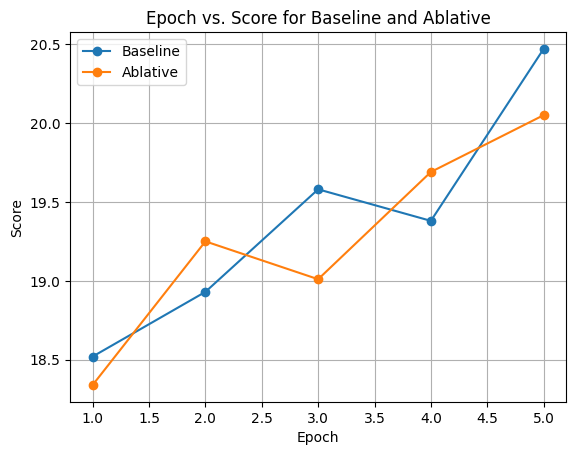 Epoch vs. Score for Baseline and Ablative
Baseline
Ablative
Score
20.5
20.0
19.5
19.0
18.5
1.0 1.5 2.0 2.5 3.0 3.5 4.0 4.5 5.0
Epoch